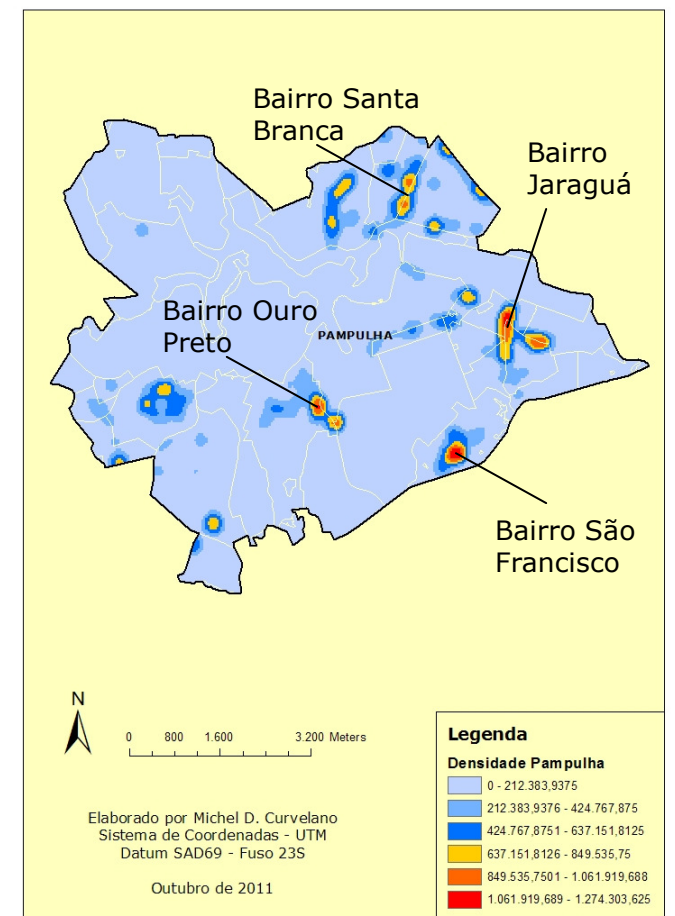 Bairro Santa
Branca
Bairro
Jaraguá
Bairro Ouro
Preto
PAMPULHA
Bairro São
Francisco
N
0 800 1.600 3.200 Meters
Elaborado por Michel D. Curvelano
Sistema de Coordenadas - UTM
Datum SAD69 - Fuso 23S
Outubro de 2011
Legenda
Densidade Pampulha
0 - 212.383,9375
212.383,9376 - 424.767,875
424.767,8751 - 637.151,8125
637.151,8126 - 849.535,75
849.535,7501 - 1.061.919,688
1.061.919,689 - 1.274.303,625